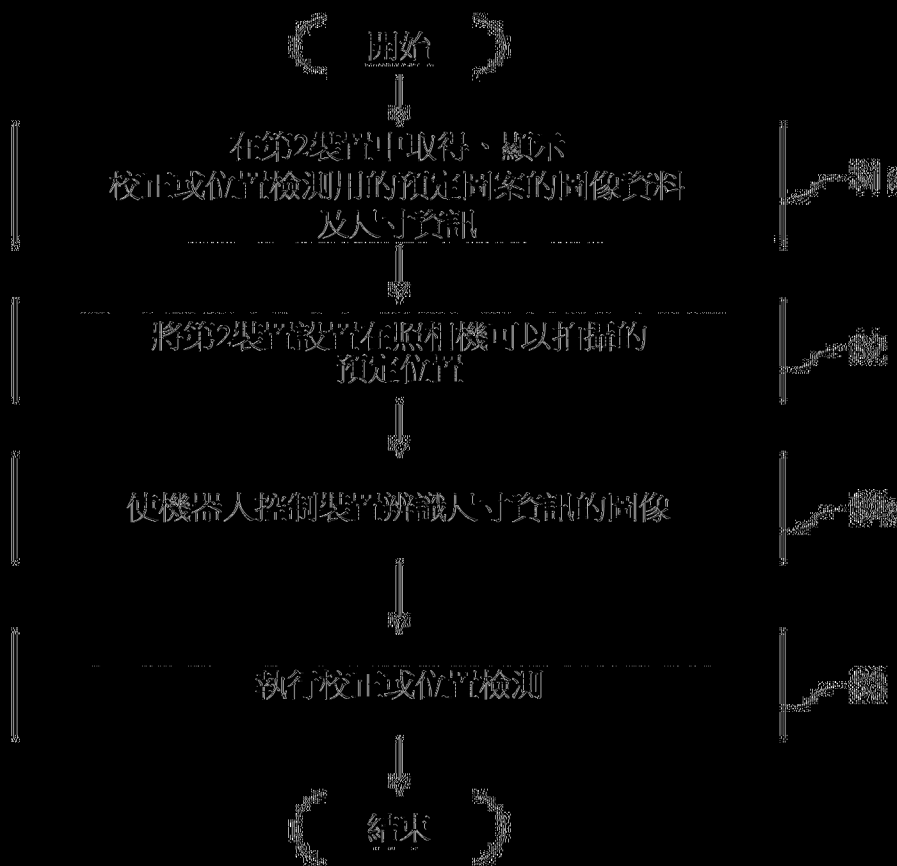 開始
在第2裝置中取得、顯示
校正或位置檢測用的預定圖案的圖像資料
及尺寸資訊
將第2裝置設置在照相機可以拍攝的
預定位置
使機器人控制裝置辨識尺寸資訊的圖像
執行校正或位置檢測
結束